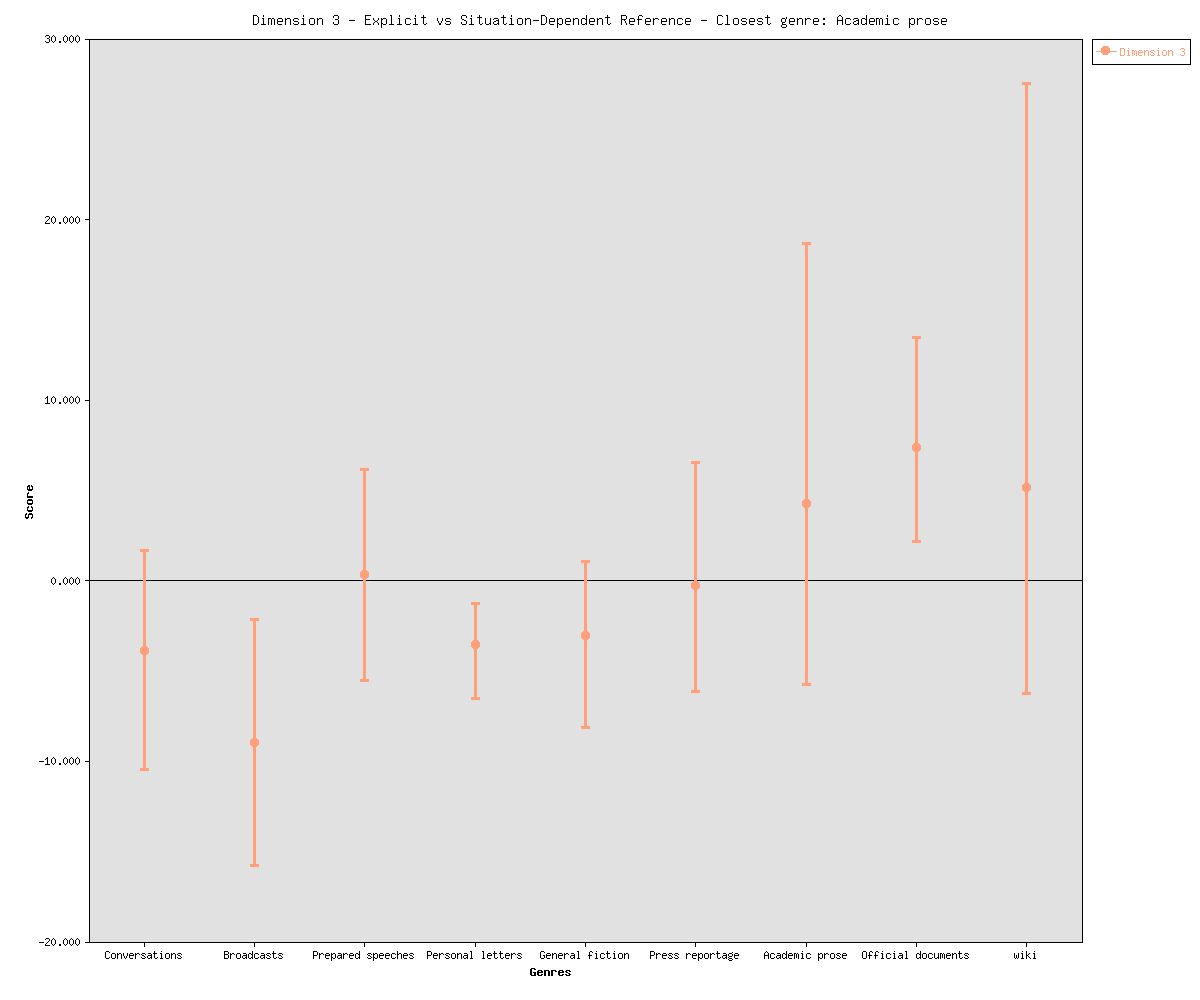 Dimension 3 - Explicit vs Situation-Dependent Reference - Closest genre: Academic prose
Dimension 3
30.000
20.000
10.000
0.000
-10.000
-20.000
Score
Conversations
Broadcasts
Prepared speeches
Personal letters
General fiction
Press reportage
Academic prose
Official documents
wiki
Genres